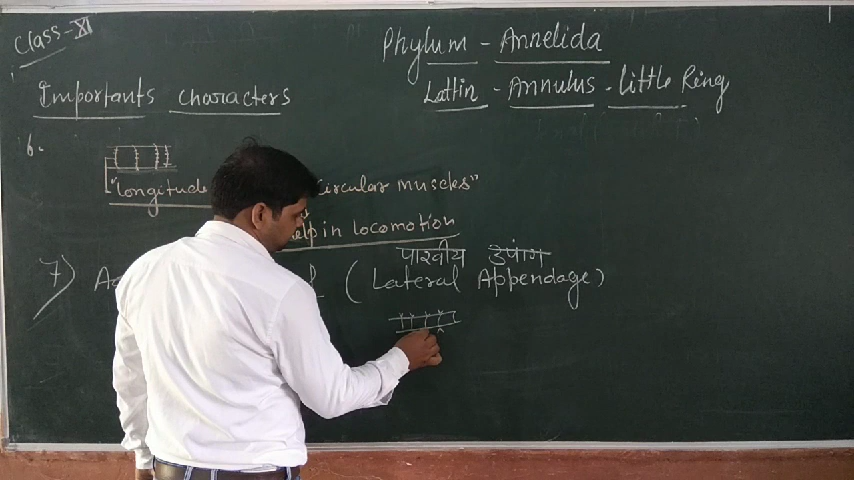 Class-XI
Phylum - Annelida
Lattin - Annulus - little Ring
Importants characters
6.
"longitude Circular muscles"
help in locomotion
पार्श्वीय उपांग
7) (Lateral Appendage)